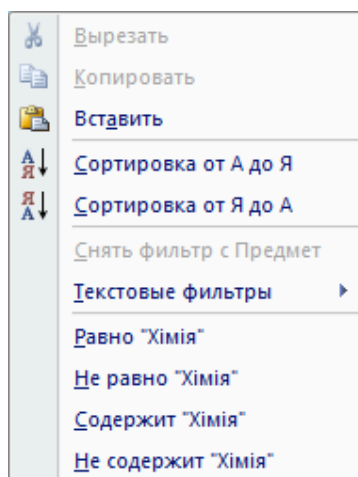 Вырезать
Копировать
Вставить
Сортировка от А до Я
Сортировка от Я до А
Снять фильтр с Предмет
Текстовые фильтры
Равно "Хімія"
Не равно "Хімія"
Содержит "Хімія"
Не содержит "Хімія"